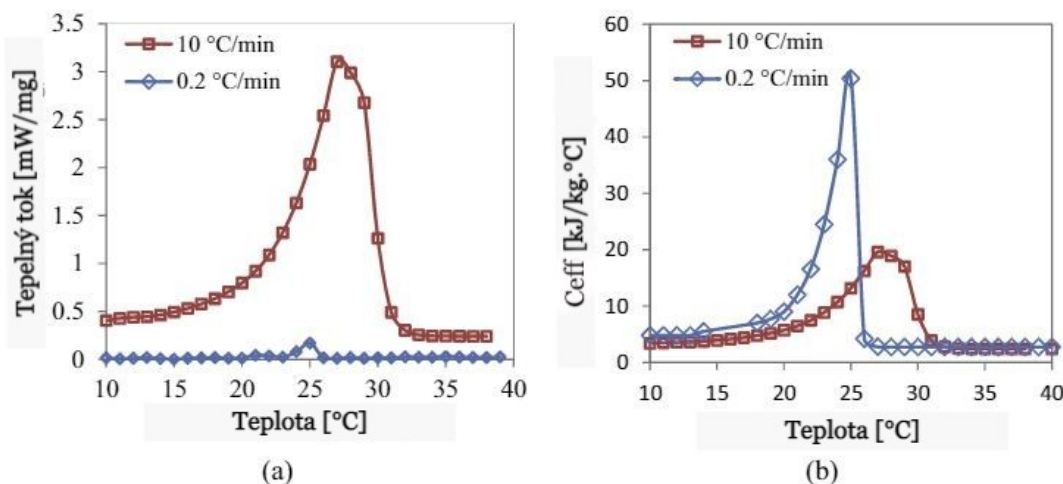 Tepelný tok [mW/mg]
3.5
3
2.5
2
1.5
1
0.5
0
10 °C/min
0.2 °C/min
10 15 20 25 30 35 40
Teplota [°C]
(a)
Ceff [kJ/kg.°C]
60
50
40
30
20
10
0
10 °C/min
0.2 °C/min
10 15 20 25 30 35 40
Teplota [°C]
(b)